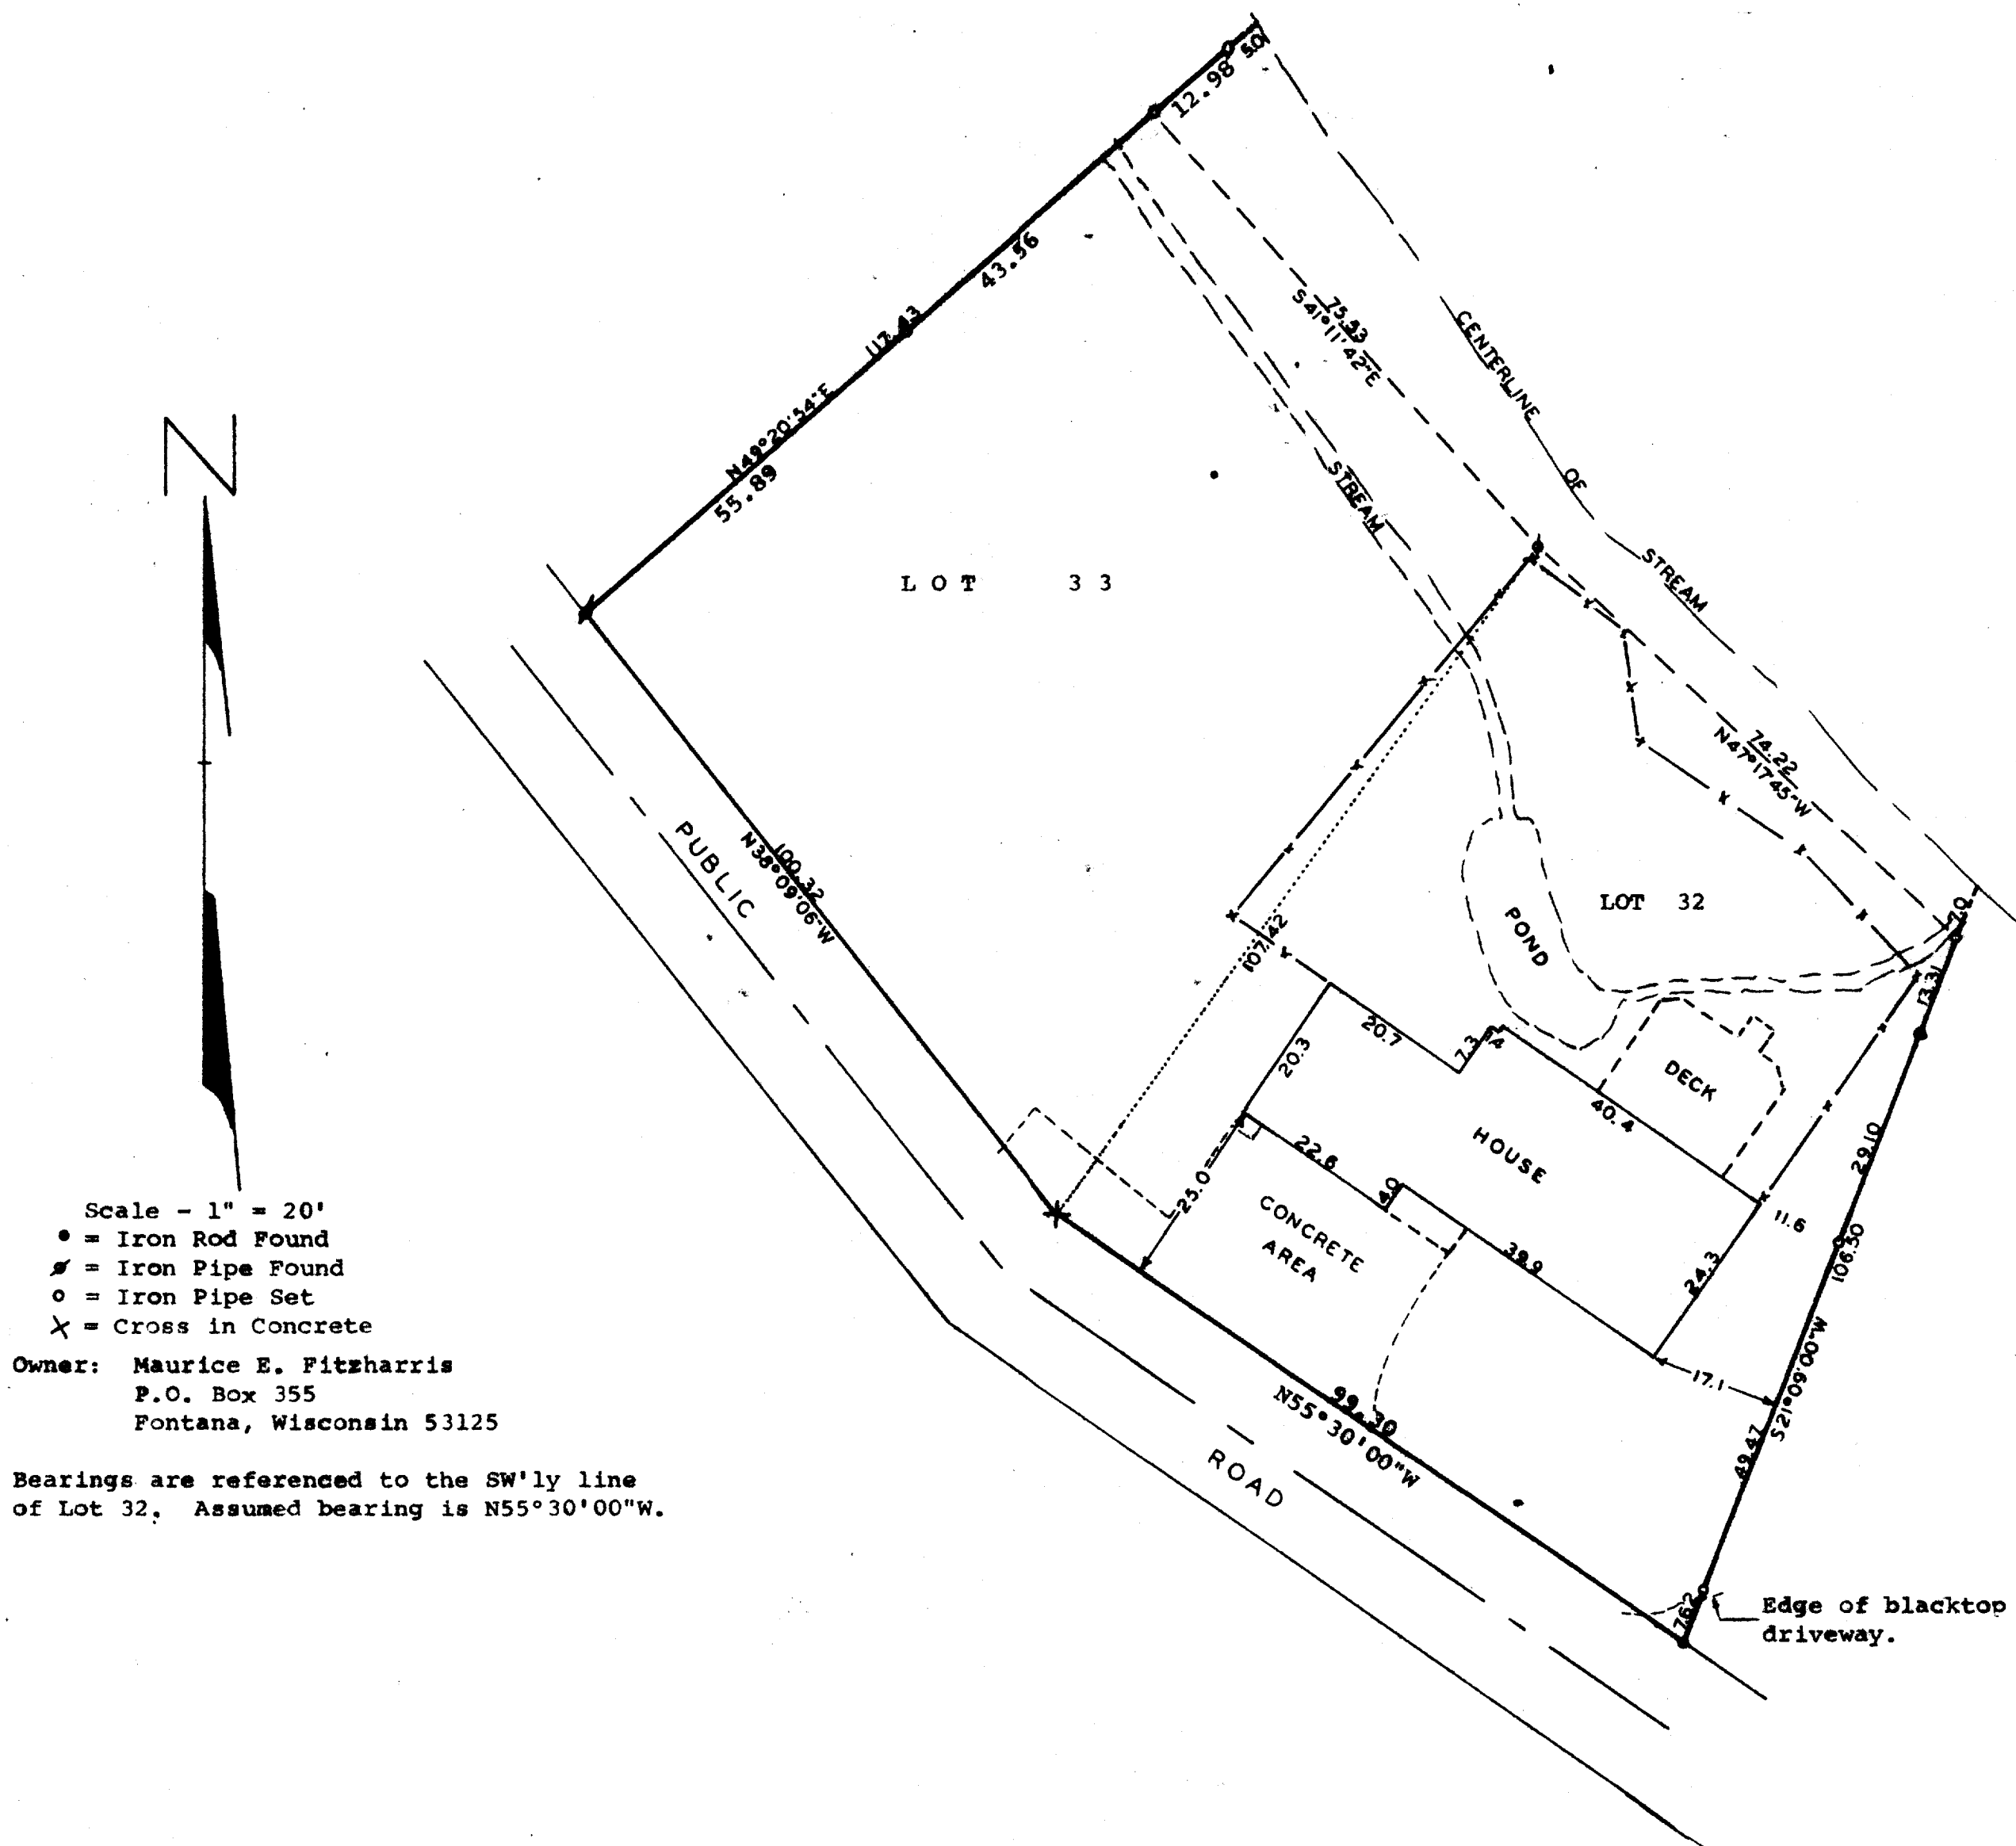 N
50
12.98
43.56
117.43
N49°20'54"E
55.89
75.43
S41°11'42"E
CENTERLINE
OF
STREAM
STREAM
LOT 33
PUBLIC
100.32
N38°09'06"W
74.22
N47°17'45"W
LOT 32
POND
7.0
13.31
107.42
20.7
7.3
20.3
DECK
40.4
29.10
HOUSE
22.6
4.0
25.0
CONCRETE
AREA
11.6
106.50
24.3
39.9
17.1
S21°09'00"W
49.47
99.30
N55°30'00"W
ROAD
7.62
Edge of blacktop
driveway.
Scale - 1" = 20'
= Iron Rod Found
= Iron Pipe Found
= Iron Pipe Set
= Cross in Concrete
Owner: Maurice E. Fitzharris
P.O. Box 355
Fontana, Wisconsin 53125
Bearings are referenced to the SW'ly line
of Lot 32. Assumed bearing is N55°30'00"W.